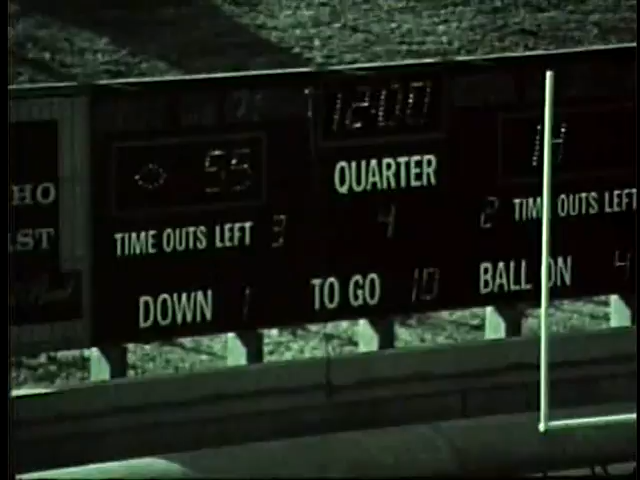 12:00
55 14
QUARTER
TIME OUTS LEFT 3 4 2 TIME OUTS LEFT
DOWN 1 TO GO 10 BALL ON 4
HO
ST